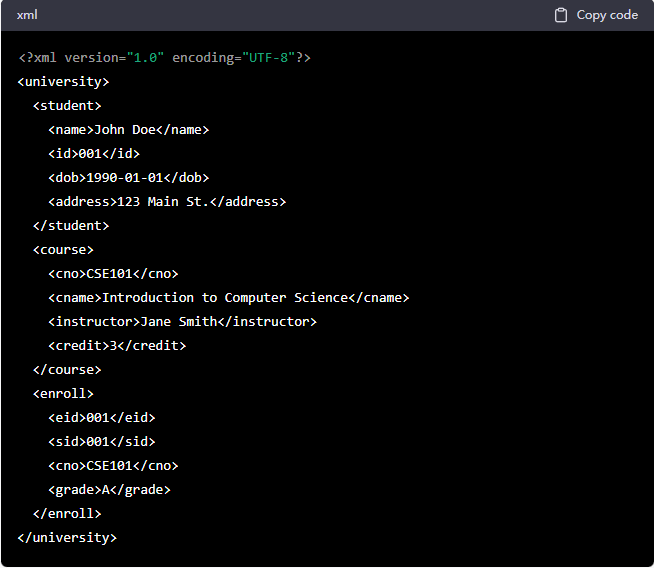 xml
Copy code
<?xml version="1.0" encoding="UTF-8"?>
<university>
  <student>
    <name>John Doe</name>
    <id>001</id>
    <dob>1990-01-01</dob>
    <address>123 Main St.</address>
  </student>
  <course>
    <cno>CSE101</cno>
    <cname>Introduction to Computer Science</cname>
    <instructor>Jane Smith</instructor>
    <credit>3</credit>
  </course>
  <enroll>
    <eid>001</eid>
    <sid>001</sid>
    <cno>CSE101</cno>
    <grade>A</grade>
  </enroll>
</university>